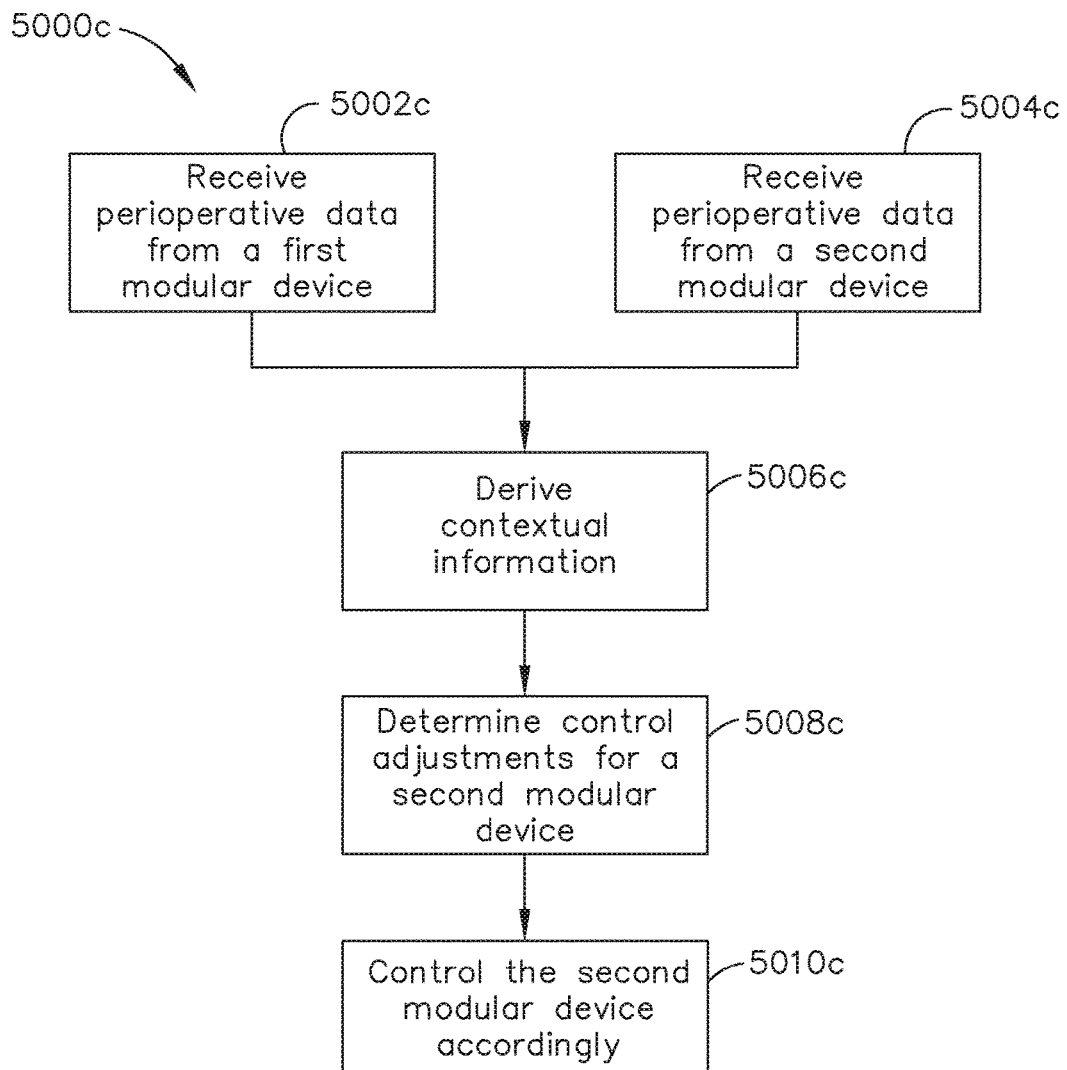 5000c
5002c
5004c
Receive
perioperative data
from a first
modular device
Receive
perioperative data
from a second
modular device
5006c
Derive
contextual
information
5008c
Determine control
adjustments for a
second modular
device
5010c
Control the second
modular device
accordingly